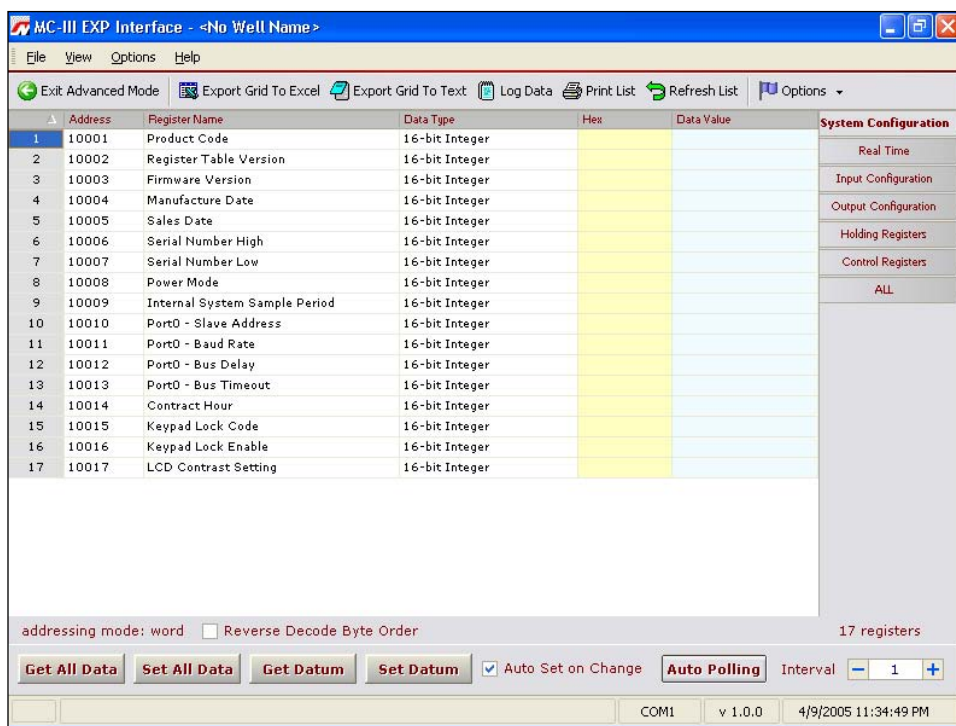 MC-III EXP Interface - <No Well Name>
File View Options Help
Exit Advanced Mode Export Grid To Excel Export Grid To Text Log Data Print List Refresh List Options
Address Register Name Data Type Hex Data Value System Configuration
1 10001 Product Code 16-bit Integer
Real Time
2 10002 Register Table Version 16-bit Integer
3 10003 Firmware Version 16-bit Integer Input Configuration
4 10004 Manufacture Date 16-bit Integer
Output Configuration
5 10005 Sales Date 16-bit Integer
6 10006 Serial Number High 16-bit Integer Holding Registers
7 10007 Serial Number Low 16-bit Integer Control Registers
8 10008 Power Mode 16-bit Integer
ALL
9 10009 Internal System Sample Period 16-bit Integer
10 10010 Port0 - Slave Address 16-bit Integer
11 10011 Port0 - Baud Rate 16-bit Integer
12 10012 Port0 - Bus Delay 16-bit Integer
13 10013 Port0 - Bus Timeout 16-bit Integer
14 10014 Contract Hour 16-bit Integer
15 10015 Keypad Lock Code 16-bit Integer
16 10016 Keypad Lock Enable 16-bit Integer
17 10017 LCD Contrast Setting 16-bit Integer
addressing mode: word Reverse Decode Byte Order 17 registers
Get All Data Set All Data Get Datum Set Datum Auto Set on Change Auto Polling Interval 1
COM1 v 1.0.0 4/9/2005 11:34:49 PM